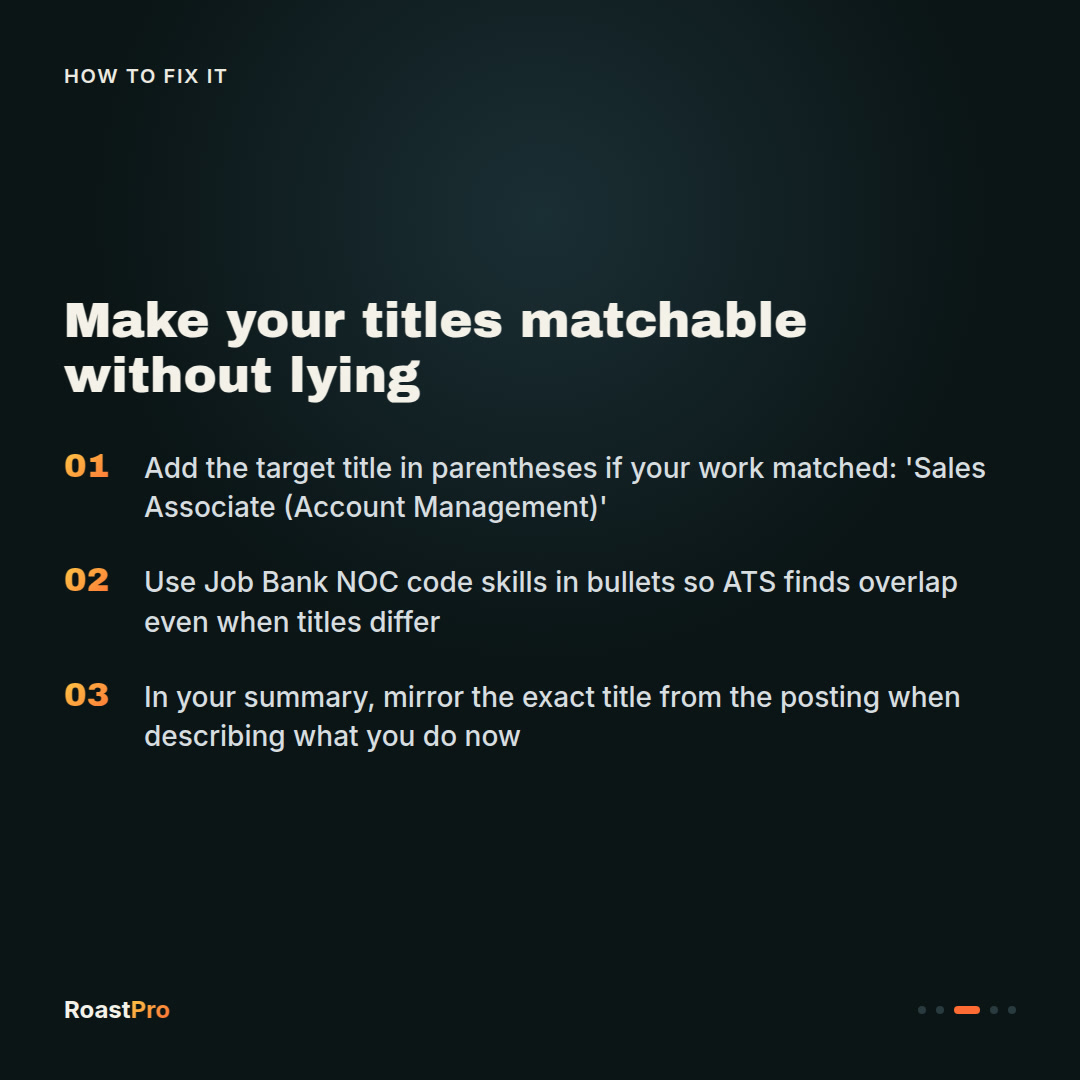 HOW TO FIX IT
Make your titles matchable
without lying
01 Add the target title in parentheses if your work matched: 'Sales
Associate (Account Management)'
02 Use Job Bank NOC code skills in bullets so ATS finds overlap
even when titles differ
03 In your summary, mirror the exact title from the posting when
describing what you do now
RoastPro